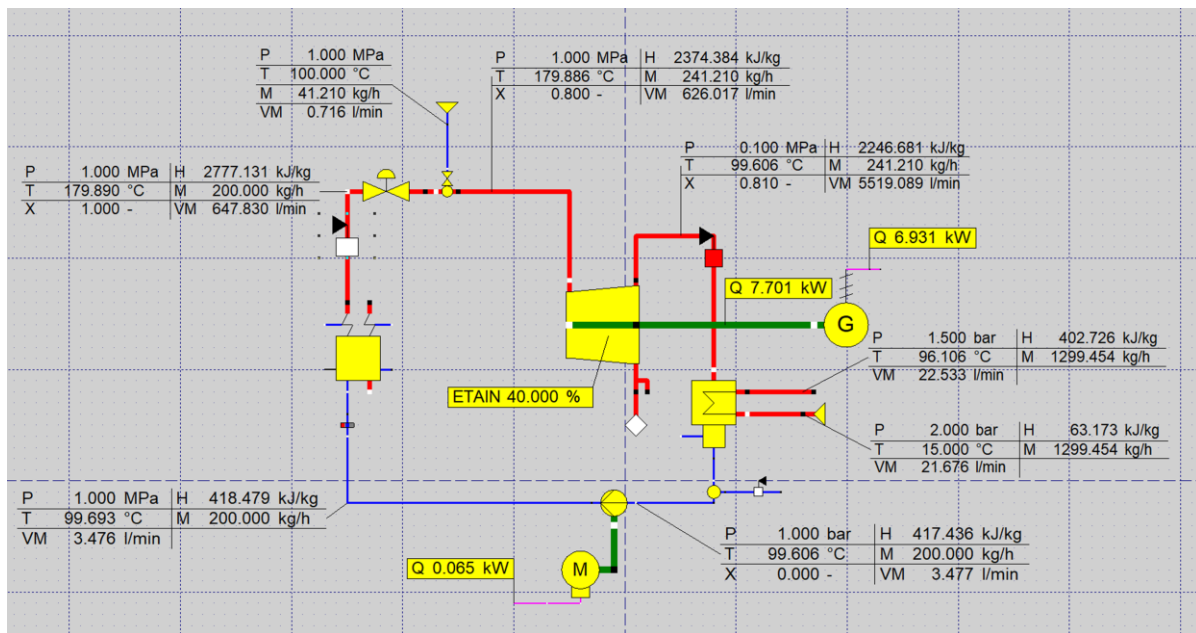 P 1.000 MPa
T 100.000 °C
M 41.210 kg/h
VM 0.716 l/min
P 1.000 MPa H 2374.384 kJ/kg
T 179.886 °C M 241.210 kg/h
X 0.800 - VM 626.017 l/min
P 0.100 MPa H 2246.681 kJ/kg
T 99.606 °C M 241.210 kg/h
X 0.810 - VM 5519.089 l/min
P 1.000 MPa H 2777.131 kJ/kg
T 179.890 °C M 200.000 kg/h
X 1.000 - VM 647.830 l/min
Q 6.931 kW
Q 7.701 kW
G
P 1.500 bar H 402.726 kJ/kg
T 96.106 °C M 1299.454 kg/h
VM 22.533 l/min
ETAIN 40.000 %
P 2.000 bar H 63.173 kJ/kg
T 15.000 °C M 1299.454 kg/h
VM 21.676 l/min
P 1.000 MPa H 418.479 kJ/kg
T 99.693 °C M 200.000 kg/h
VM 3.476 l/min
P 1.000 bar H 417.436 kJ/kg
T 99.606 °C M 200.000 kg/h
X 0.000 - VM 3.477 l/min
Q 0.065 kW
M